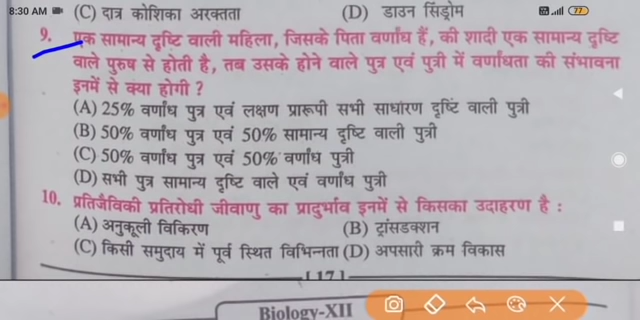 8:30 AM
77
(C) दात्र कोशिका अरक्तता (D) डाउन सिंड्रोम
9. एक सामान्य दृष्टि वाली महिला, जिसके पिता वर्णांध हैं, की शादी एक सामान्य दृष्टि
वाले पुरुष से होती है, तब उसके होने वाले पुत्र एवं पुत्री में वर्णांधता की संभावना
इनमें से क्या होगी ?
(A) 25% वर्णांध पुत्र एवं लक्षण प्रारूपी सभी साधारण दृष्टि वाली पुत्री
(B) 50% वर्णांध पुत्र एवं 50% सामान्य दृष्टि वाली पुत्री
(C) 50% वर्णांध पुत्र एवं 50% वर्णांध पुत्री
(D) सभी पुत्र सामान्य दृष्टि वाले एवं वर्णांध पुत्री
10. प्रतिजैविकी प्रतिरोधी जीवाणु का प्रादुर्भाव इनमें से किसका उदाहरण है :
(A) अनुकूली विकिरण (B) ट्रांसडक्शन
(C) किसी समुदाय में पूर्व स्थित विभिन्नता (D) अपसारी क्रम विकास
[ 17 ]
Biology-XII